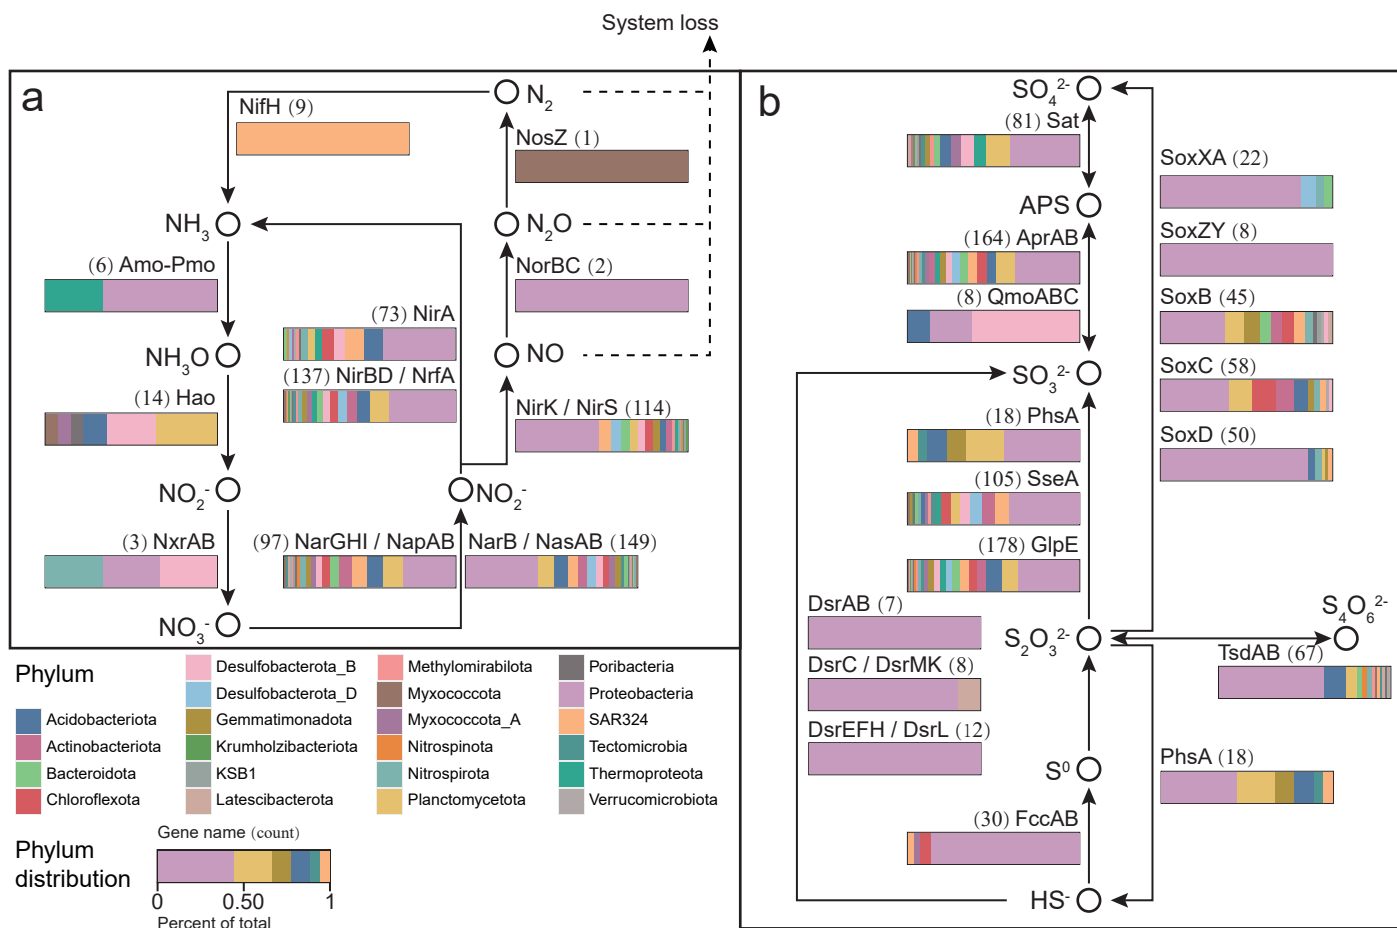 System loss
a
N2
NifH (9)
NosZ (1)
NH3
N2O
(6) Amo-Pmo
NorBC (2)
(73) NirA
NH3O
NO
(137) NirBD / NrfA
(14) Hao
NirK / NirS (114)
NO2-
NO2-
(3) NxrAB
(97) NarGHI / NapAB
NarB / NasAB (149)
NO3-
b
SO42-
(81) Sat
SoxXA (22)
APS
(164) AprAB
SoxZY (8)
(8) QmoABC
SoxB (45)
SO32-
SoxC (58)
(18) PhsA
SoxD (50)
(105) SseA
(178) GlpE
DsrAB (7)
S2O32-
S4O62-
DsrC / DsrMK (8)
TsdAB (67)
DsrEFH / DsrL (12)
S0
PhsA (18)
(30) FccAB
HS-
Phylum
Acidobacteriota
Actinobacteriota
Bacteroidota
Chloroflexota
Desulfobacterota_B
Desulfobacterota_D
Gemmatimonadota
Krumholzibacteriota
KSB1
Latescibacterota
Methylomirabilota
Myxococcota
Myxococcota_A
Nitrospinota
Nitrospirota
Planctomycetota
Poribacteria
Proteobacteria
SAR324
Tectomicrobia
Thermoproteota
Verrucomicrobiota
Phylum
distribution
Gene name (count)
0 0.50 1
Percent of total